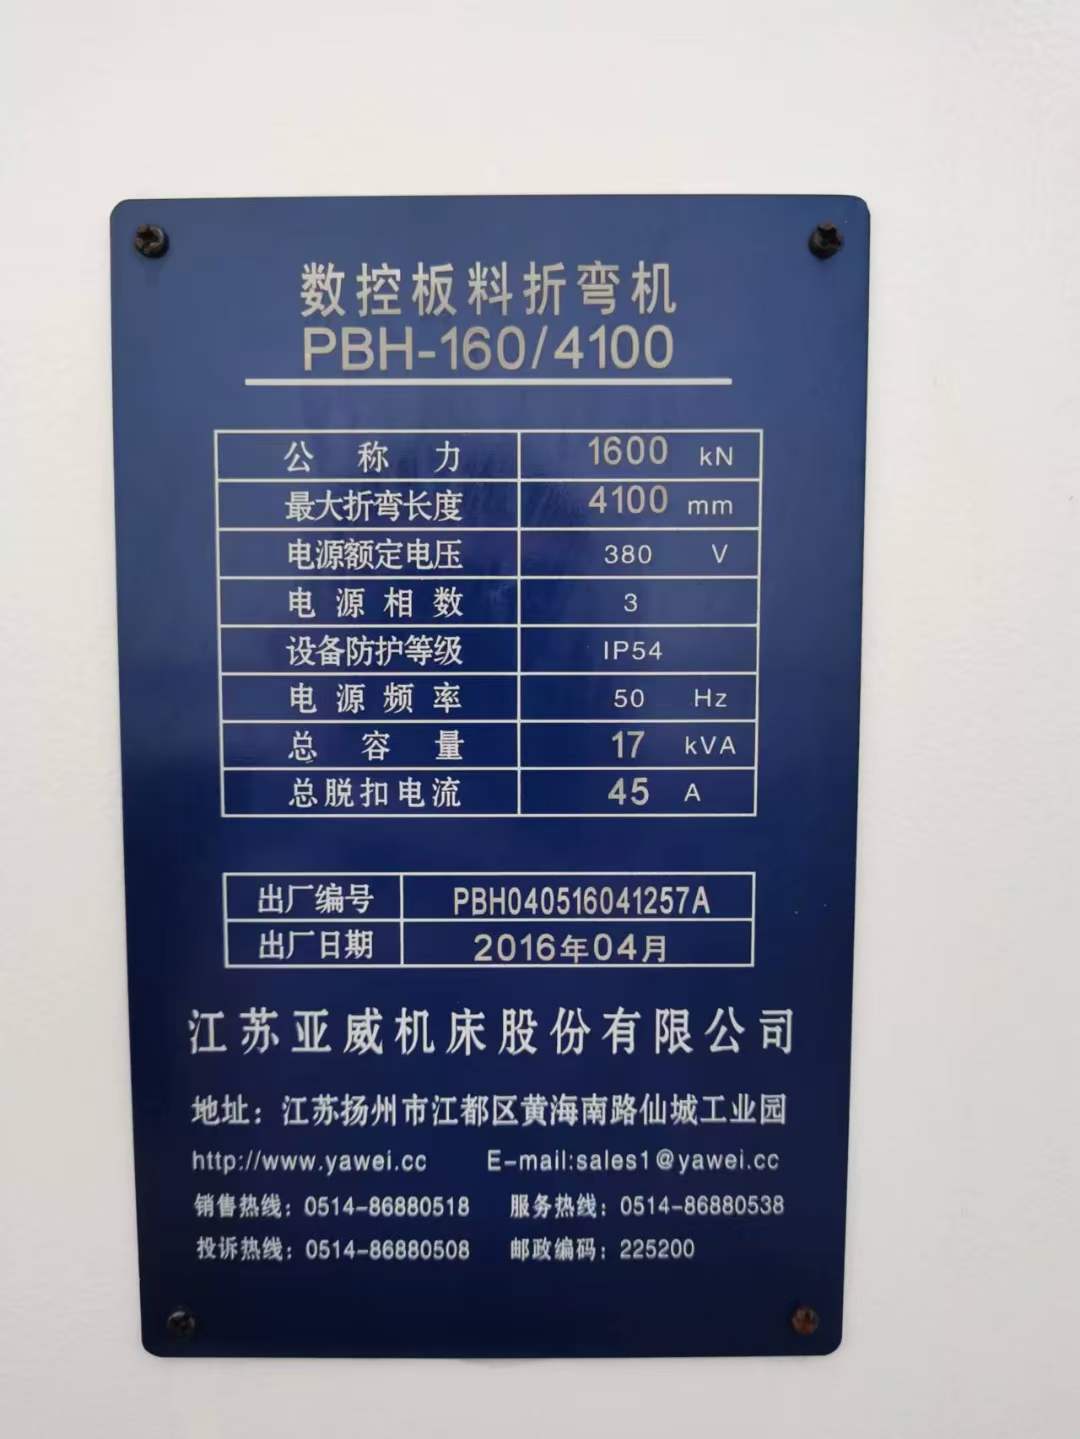 数控板料折弯机
PBH-160/4100
公称力 1600 kN
最大折弯长度 4100 mm
电源额定电压 380 V
电源相数 3
设备防护等级 IP54
电源频率 50 Hz
总容量 17 kVA
总脱扣电流 45 A
出厂编号 PBH040516041257A
出厂日期 2016年04月
江苏亚威机床股份有限公司
地址：江苏扬州市江都区黄海南路仙城工业园
http://www.yawei.cc E-mail:sales1@yawei.cc
销售热线：0514-86880518 服务热线：0514-86880538
投诉热线：0514-86880508 邮政编码：225200